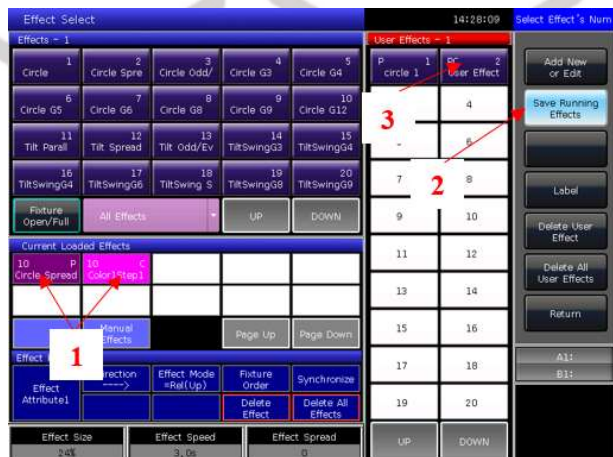 Effect Select
14:28:09
Select Effect's Num
Effects - 1
User Effects - 1
1
Circle
2
Circle Spre
3
Circle Odd/
4
Circle G3
5
Circle G4
6
Circle G5
7
Circle G6
8
Circle G8
9
Circle G9
10
Circle G12
11
Tilt Parall
12
Tilt Spread
13
Tilt Odd/Ev
14
TiltSwingG3
15
TiltSwingG4
16
TiltSwingG4
17
TiltSwingG6
18
TiltSwing S
19
TiltSwingG8
20
TiltSwingG9
Fixture
Open/Full
All Effects
UP
DOWN
Current Loaded Effects
10 P
Circle Spread
10 C
Color1Step1
1
Manual
Effects
Page Up
Page Down
Effect
Effect
Attribute1
---->
Effect Mode
=Rel(Up)
Fixture
Order
Synchronize
Delete
Effect
Delete All
Effects
Effect Size
24%
Effect Speed
3.0s
Effect Spread
0
P 1
circle 1
PC 2
User Effect
3
4
6
7
8
9
10
11
12
13
14
15
16
17
18
19
20
UP
DOWN
Add New
or Edit
Save Running
Effects
2
Label
Delete User
Effect
Delete All
User Effects
Return
A1:
B1: